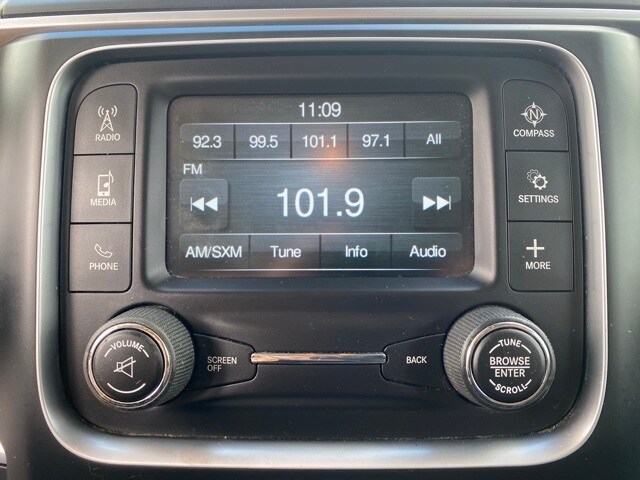 11:09
92.3 99.5 101.1 97.1 All
FM
101.9
AM/SXM Tune Info Audio
RADIO
MEDIA
PHONE
N
COMPASS
SETTINGS
MORE
VOLUME
SCREEN
OFF
BACK
TUNE
BROWSE
ENTER
SCROLL